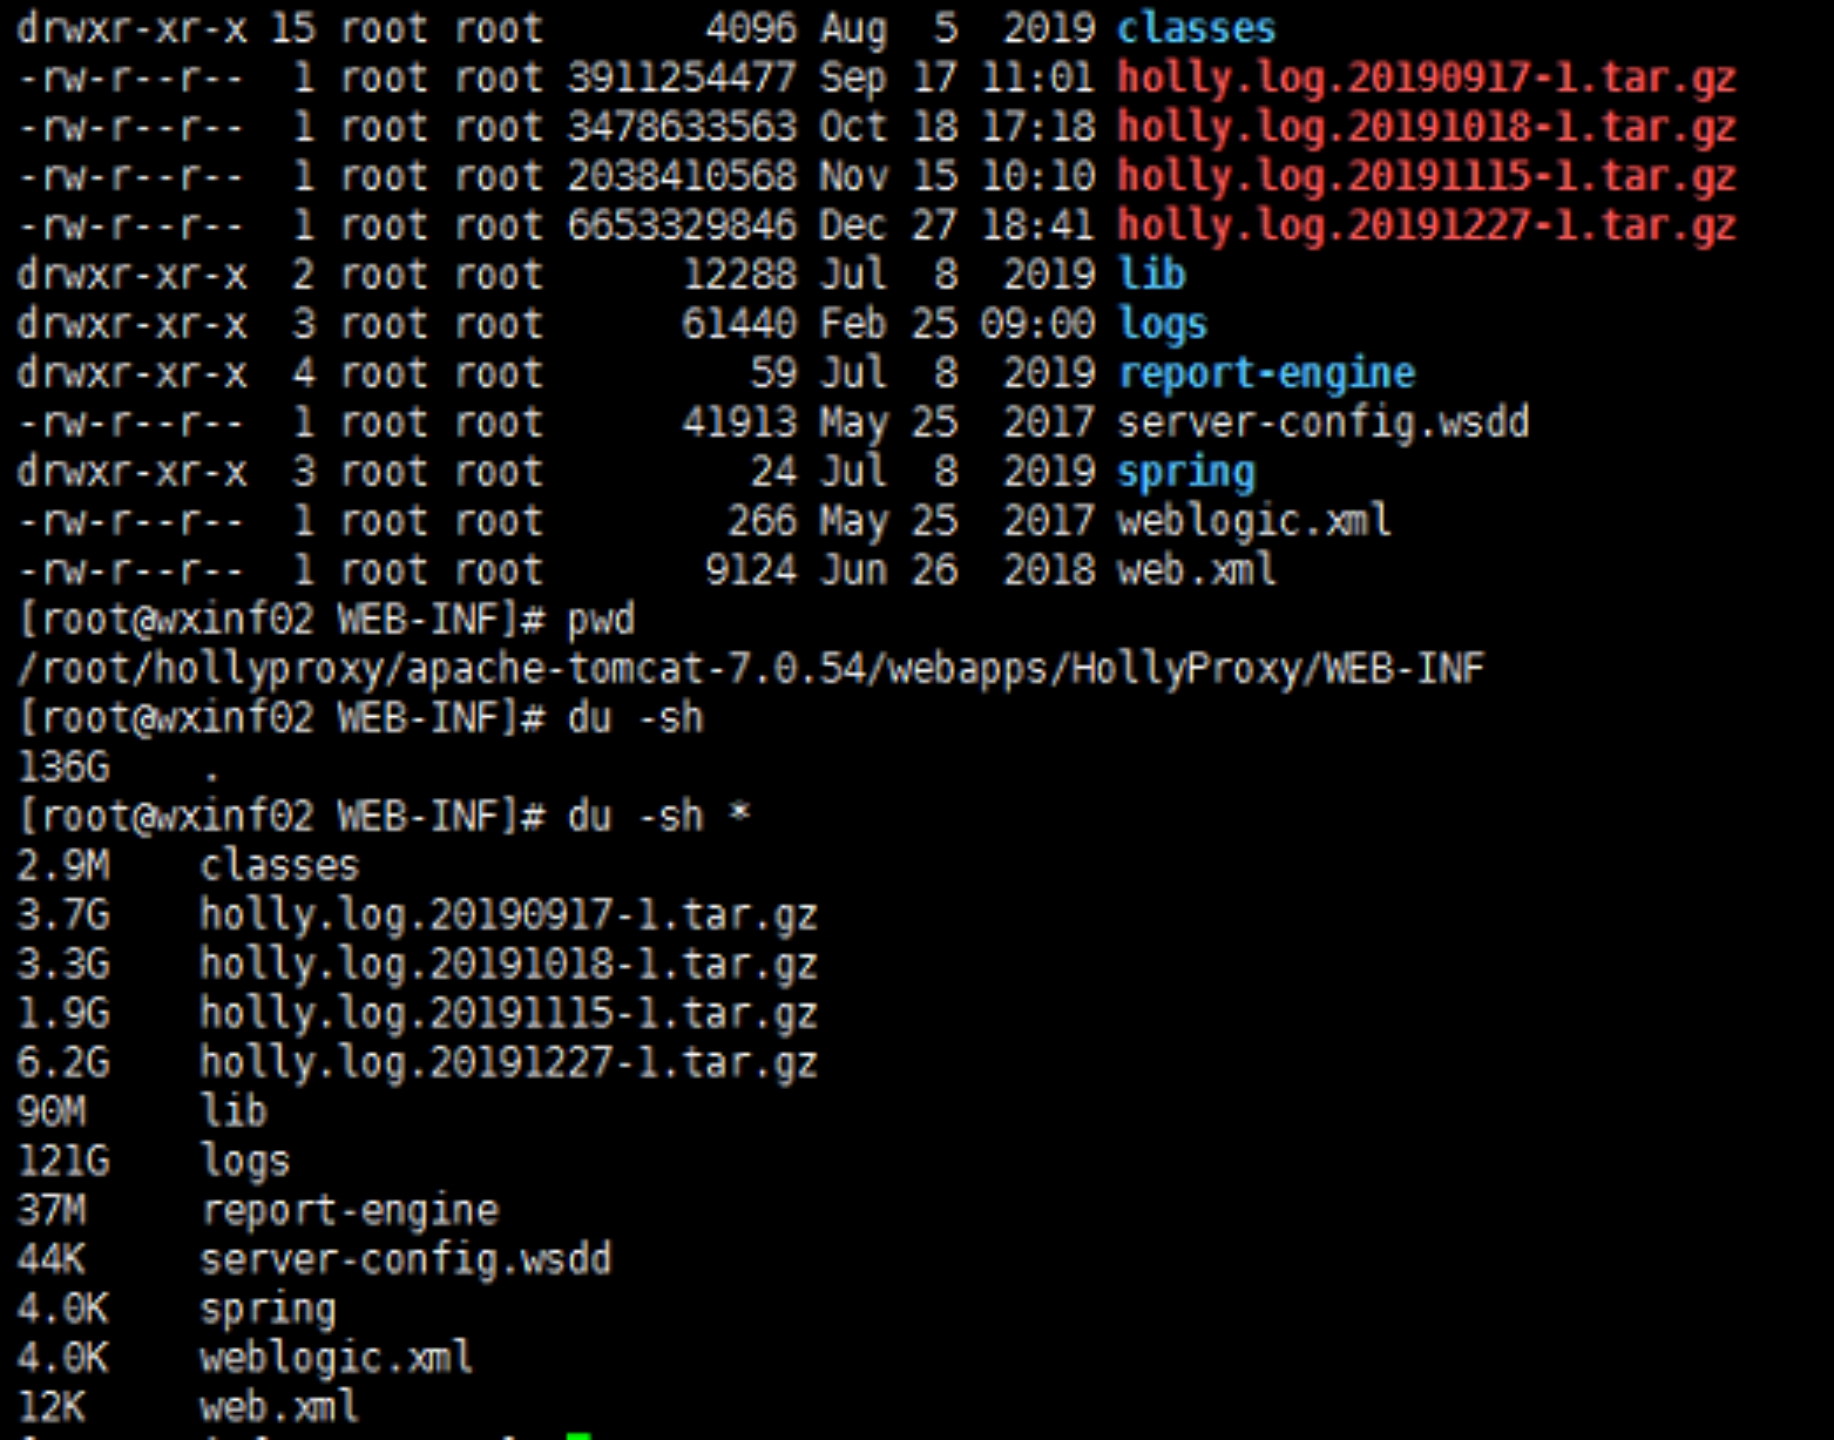 drwxr-xr-x 15 root root       4096 Aug  5  2019 classes
-rw-r--r--  1 root root 3911254477 Sep 17 11:01 holly.log.20190917-1.tar.gz
-rw-r--r--  1 root root 3478633563 Oct 18 17:18 holly.log.20191018-1.tar.gz
-rw-r--r--  1 root root 2038410568 Nov 15 10:10 holly.log.20191115-1.tar.gz
-rw-r--r--  1 root root 6653329846 Dec 27 18:41 holly.log.20191227-1.tar.gz
drwxr-xr-x  2 root root      12288 Jul  8  2019 lib
drwxr-xr-x  3 root root      61440 Feb 25 09:00 logs
drwxr-xr-x  4 root root         59 Jul  8  2019 report-engine
-rw-r--r--  1 root root      41913 May 25  2017 server-config.wsdd
drwxr-xr-x  3 root root         24 Jul  8  2019 spring
-rw-r--r--  1 root root        266 May 25  2017 weblogic.xml
-rw-r--r--  1 root root       9124 Jun 26  2018 web.xml
[root@wxinf02 WEB-INF]# pwd
/root/hollyproxy/apache-tomcat-7.0.54/webapps/HollyProxy/WEB-INF
[root@wxinf02 WEB-INF]# du -sh
136G    .
[root@wxinf02 WEB-INF]# du -sh *
2.9M    classes
3.7G    holly.log.20190917-1.tar.gz
3.3G    holly.log.20191018-1.tar.gz
1.9G    holly.log.20191115-1.tar.gz
6.2G    holly.log.20191227-1.tar.gz
90M     lib
121G    logs
37M     report-engine
44K     server-config.wsdd
4.0K    spring
4.0K    weblogic.xml
12K     web.xml